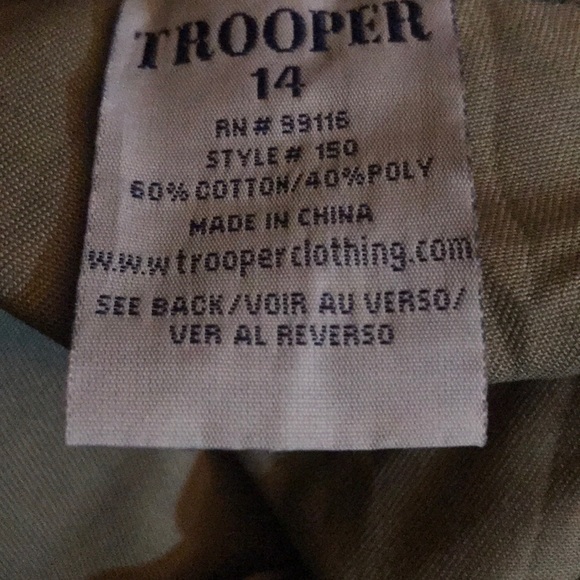 TROOPER
14
RN# 99116
STYLE# 150
60% COTTON/40%POLY
MADE IN CHINA
www.trooperclothing.com
SEE BACK/VOIR AU VERSO/
VER AL REVERSO